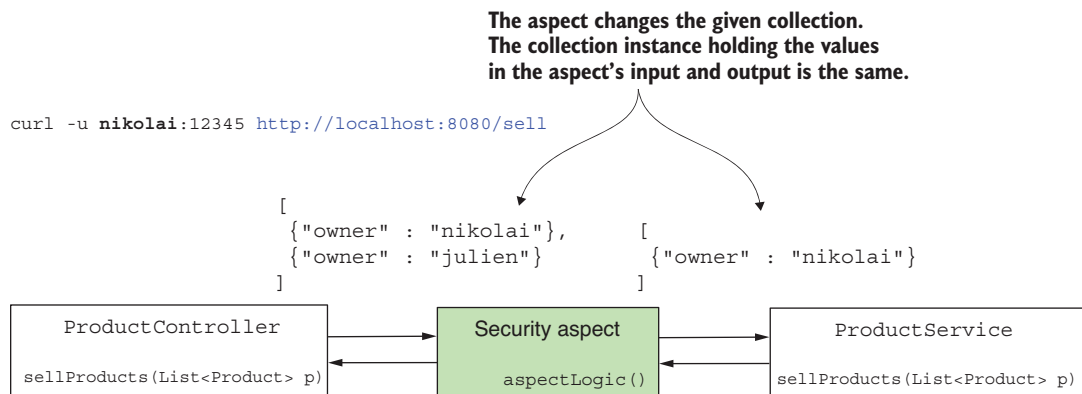 The aspect changes the given collection.
The collection instance holding the values
in the aspect's input and output is the same.
curl -u nikolai:12345 http://localhost:8080/sell
[
{"owner" : "nikolai"},
{"owner" : "julien"}
]
[
{"owner" : "nikolai"}
]
ProductController
sellProducts(List<Product> p)
Security aspect
aspectLogic()
ProductService
sellProducts(List<Product> p)